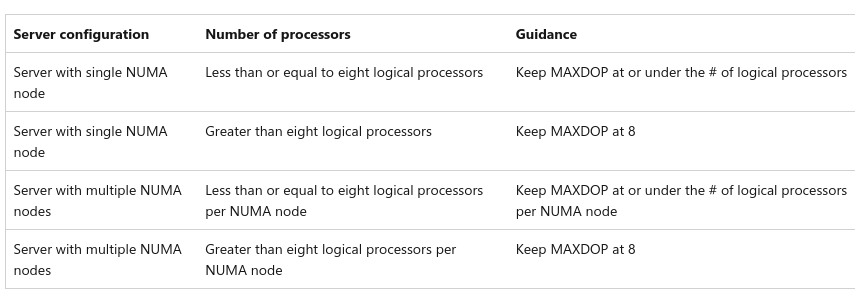 Server configuration Number of processors Guidance
Server with single NUMA Less than or equal to eight logical processors Keep MAXDOP at or under the # of logical processors
node
Server with single NUMA Greater than eight logical processors Keep MAXDOP at 8
node
Server with multiple NUMA Less than or equal to eight logical processors Keep MAXDOP at or under the # of logical processors
nodes per NUMA node per NUMA node
Server with multiple NUMA Greater than eight logical processors per Keep MAXDOP at 8
nodes NUMA node